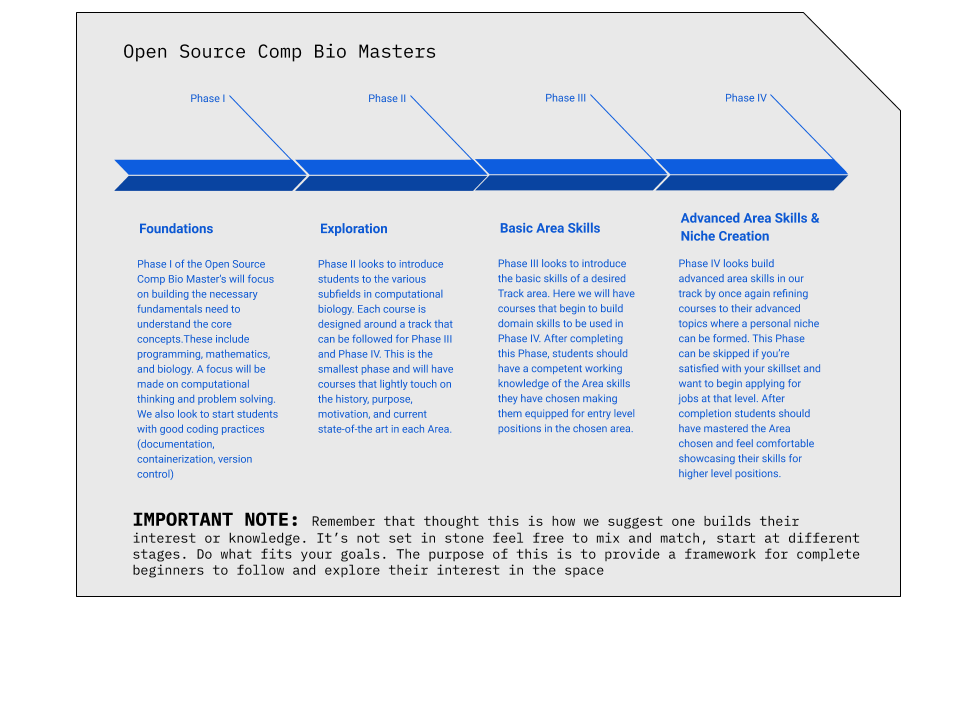 Open Source Comp Bio Masters
Phase I
Phase II
Phase III
Phase IV
Foundations
Phase I of the Open Source
Comp Bio Master's will focus
on building the necessary
fundamentals need to
understand the core
concepts.These include
programming, mathematics,
and biology. A focus will be
made on computational
thinking and problem solving.
We also look to start students
with good coding practices
(documentation,
containerization, version
control)
Exploration
Phase II looks to introduce
students to the various
subfields in computational
biology. Each course is
designed around a track that
can be followed for Phase III
and Phase IV. This is the
smallest phase and will have
courses that lightly touch on
the history, purpose,
motivation, and current
state-of-the art in each Area.
Basic Area Skills
Phase III looks to introduce
the basic skills of a desired
Track area. Here we will have
courses that begin to build
domain skills to be used in
Phase IV. After completing
this Phase, students should
have a competent working
knowledge of the Area skills
they have chosen making
them equipped for entry level
positions in the chosen area.
Advanced Area Skills &
Niche Creation
Phase IV looks build
advanced area skills in our
track by once again refining
courses to their advanced
topics where a personal niche
can be formed. This Phase
can be skipped if you're
satisfied with your skillset and
want to begin applying for
jobs at that level. After
completion students should
have mastered the Area
chosen and feel comfortable
showcasing their skills for
higher level positions.
IMPORTANT NOTE: Remember that thought this is how we suggest one builds their
interest or knowledge. It's not set in stone feel free to mix and match, start at different
stages. Do what fits your goals. The purpose of this is to provide a framework for complete
beginners to follow and explore their interest in the space